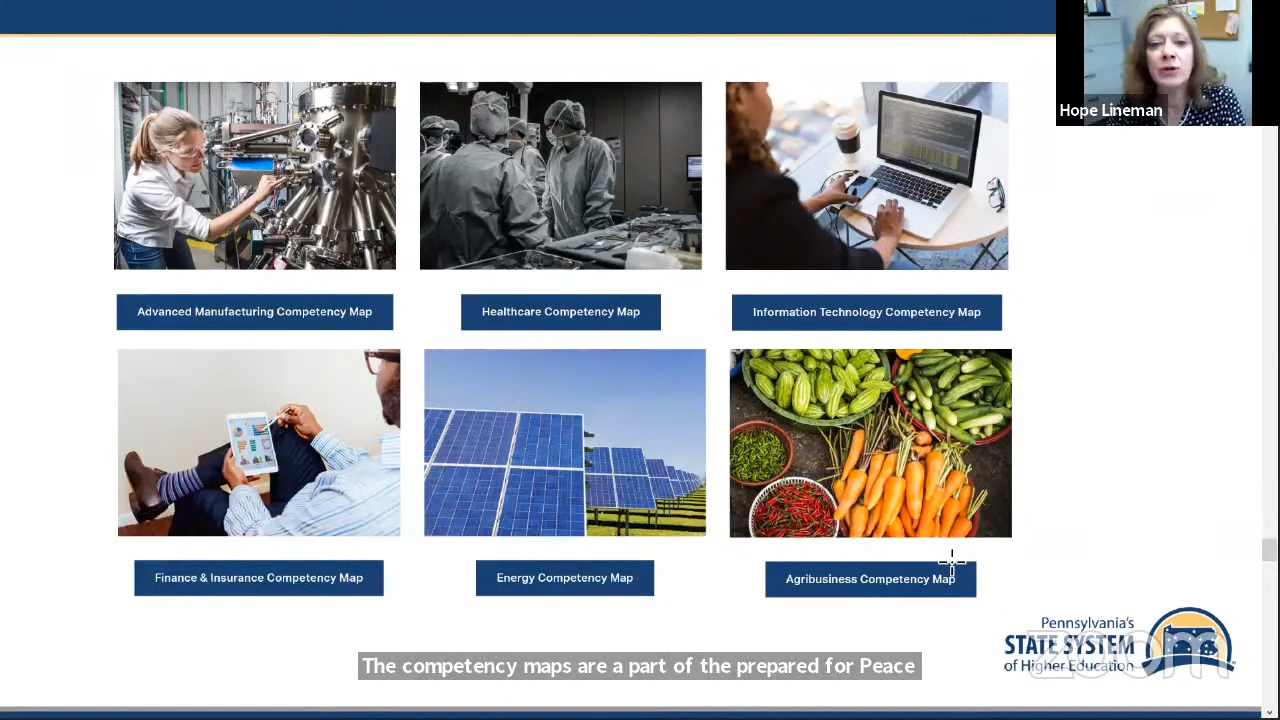 Hope Lineman
Advanced Manufacturing Competency Map
Healthcare Competency Map
Information Technology Competency Map
Finance & Insurance Competency Map
Energy Competency Map
Agribusiness Competency Map
Pennsylvania's
STATE SYSTEM
of Higher Education
zoom
The competency maps are a part of the prepared for Peace